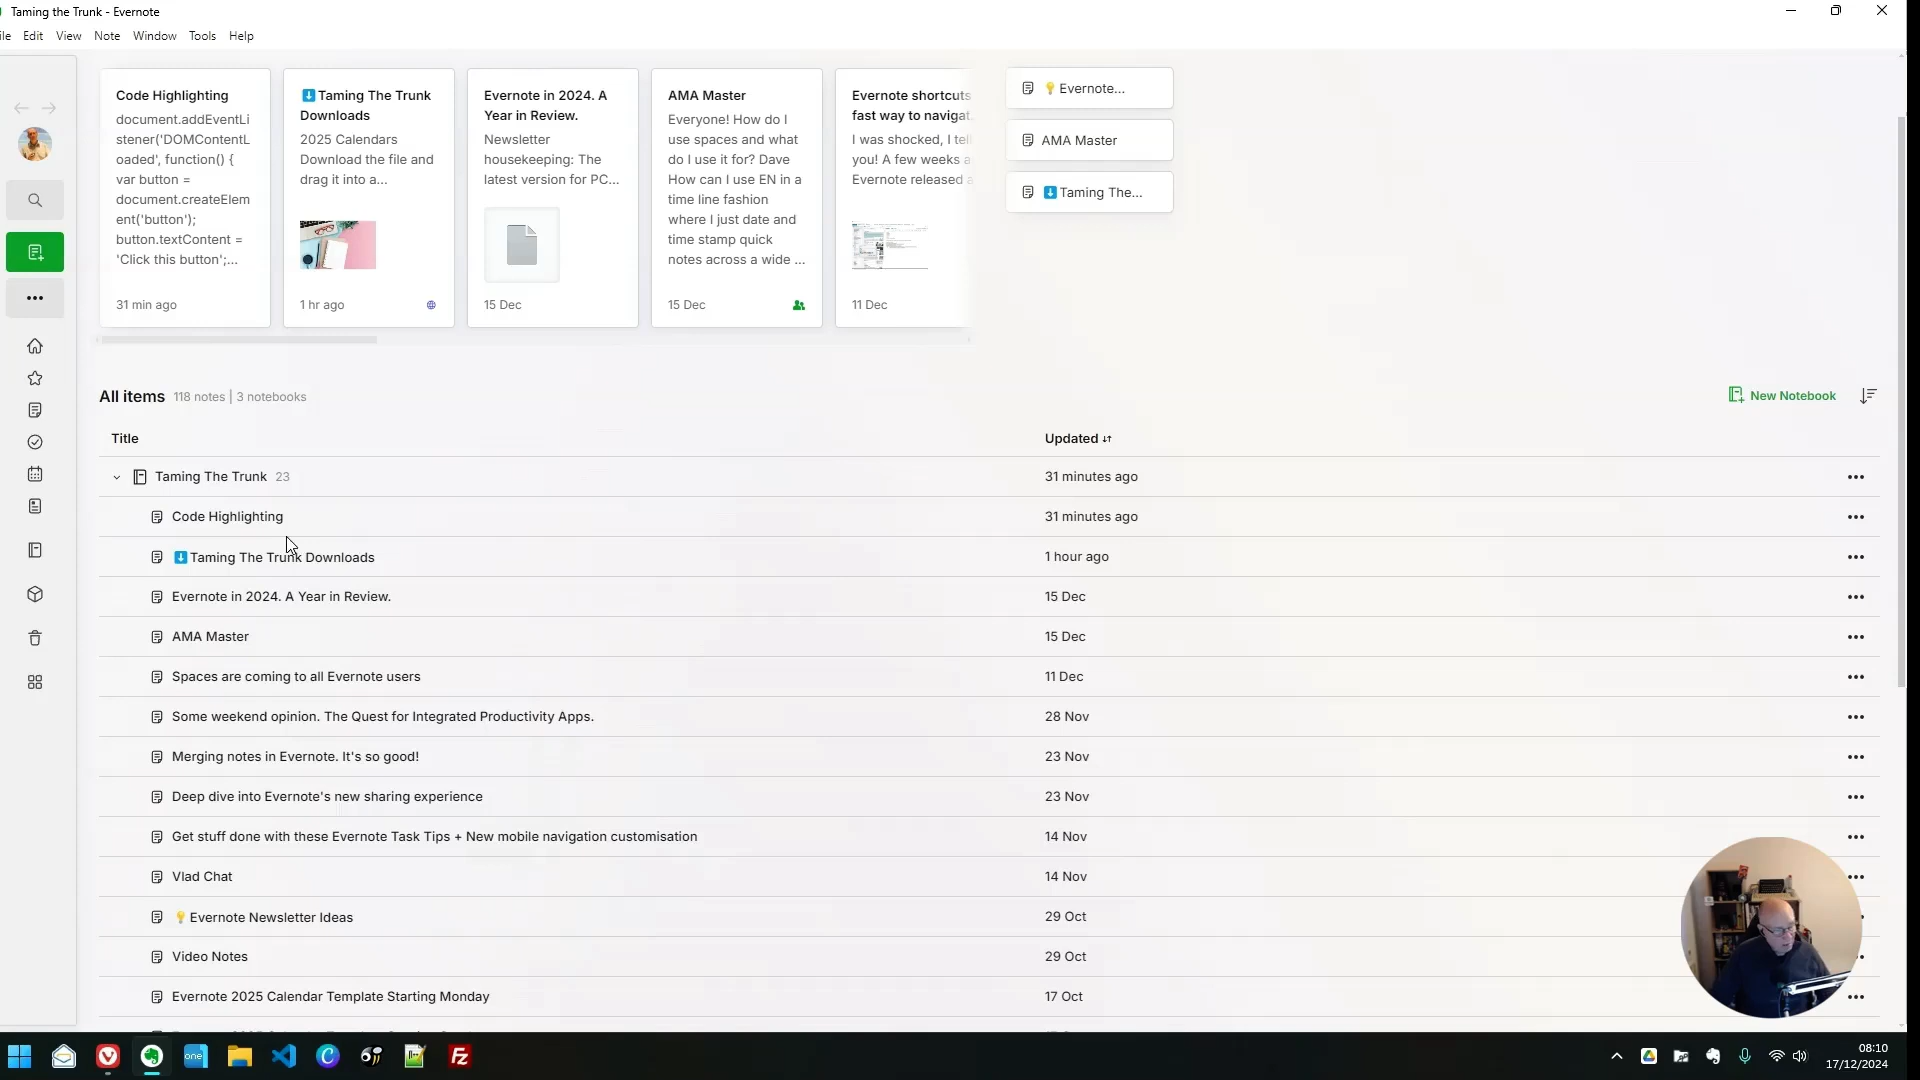 Taming the Trunk - Evernote
ile Edit View Note Window Tools Help
Code Highlighting
document.addEventLi
stener('DOMContentL
oaded', function() {
var button =
document.createElem
ent('button');
button.textContent =
'Click this button';...
31 min ago
Taming The Trunk
Downloads
2025 Calendars
Download the file and
drag it into a...
1 hr ago
Evernote in 2024. A
Year in Review.
Newsletter
housekeeping: The
latest version for PC...
15 Dec
AMA Master
Everyone! How do I
use spaces and what
do I use it for? Dave
How can I use EN in a
time line fashion
where I just date and
time stamp quick
notes across a wide ...
15 Dec
Evernote shortcuts
fast way to navigat
I was shocked, I tell
you! A few weeks a
Evernote released a
11 Dec
Evernote...
AMA Master
Taming The...
All items 118 notes | 3 notebooks
New Notebook
Title Updated
Taming The Trunk 23 31 minutes ago
Code Highlighting 31 minutes ago
Taming The Trunk Downloads 1 hour ago
Evernote in 2024. A Year in Review. 15 Dec
AMA Master 15 Dec
Spaces are coming to all Evernote users 11 Dec
Some weekend opinion. The Quest for Integrated Productivity Apps. 28 Nov
Merging notes in Evernote. It's so good! 23 Nov
Deep dive into Evernote's new sharing experience 23 Nov
Get stuff done with these Evernote Task Tips + New mobile navigation customisation 14 Nov
Vlad Chat 14 Nov
Evernote Newsletter Ideas 29 Oct
Video Notes 29 Oct
Evernote 2025 Calendar Template Starting Monday 17 Oct
one
08:10
17/12/2024